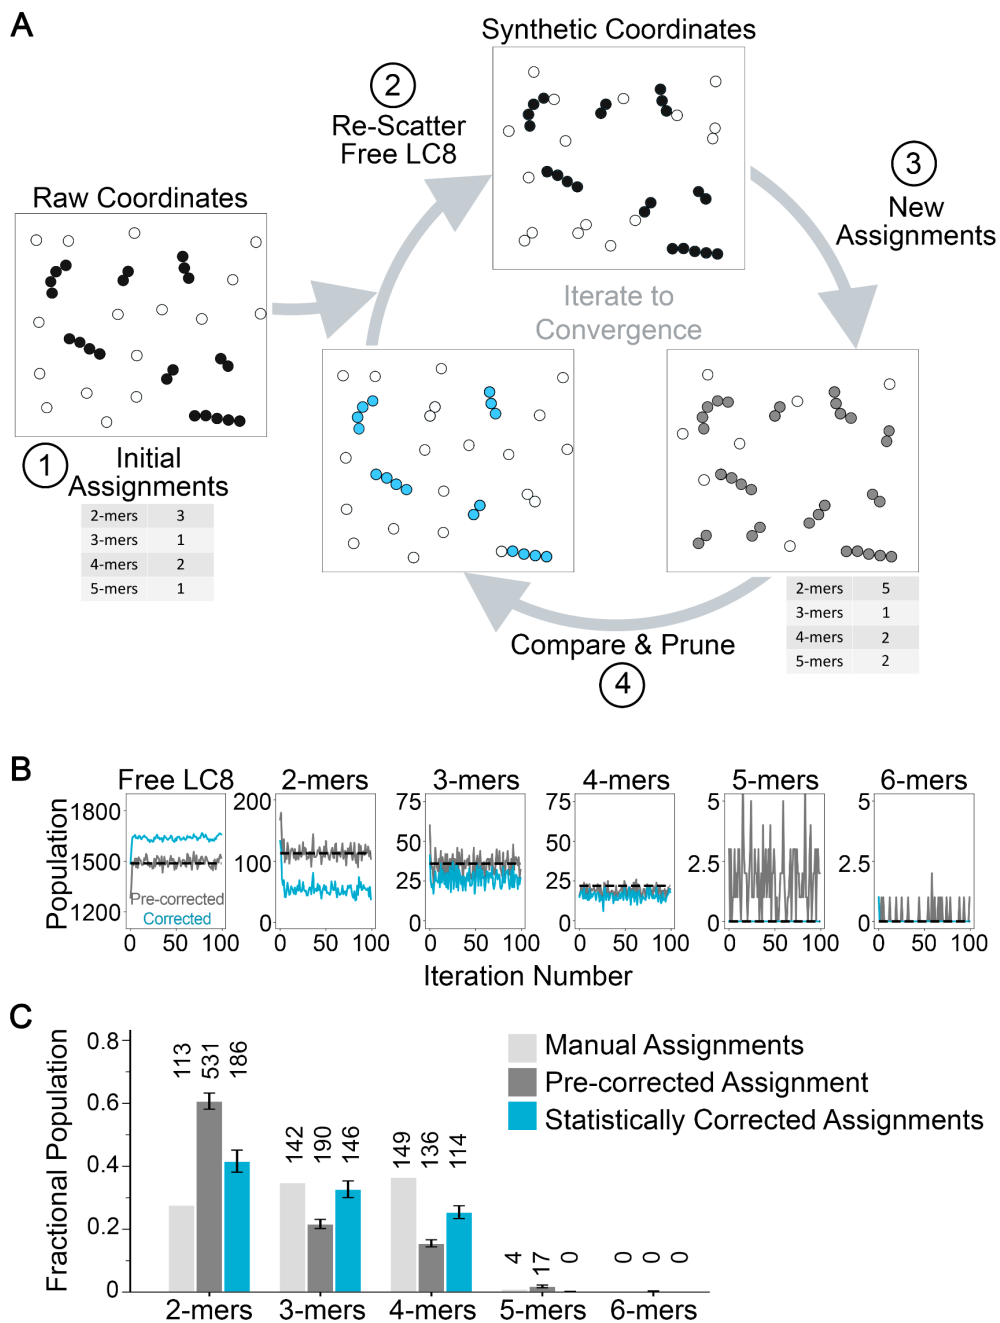 A
Synthetic Coordinates
2
Re-Scatter
Free LC8
3
New
Assignments
Raw Coordinates
Iterate to
Convergence
1
Initial
Assignments
2-mers 3
3-mers 1
4-mers 2
5-mers 1
2-mers 5
3-mers 1
4-mers 2
5-mers 2
Compare & Prune
4
B
Free LC8 2-mers 3-mers 4-mers 5-mers 6-mers
Population
1800
1500
1200
Pre-corrected
Corrected
0 50 100
200
100
0
0 50 100
75
50
25
0
0 50 100
75
50
25
0
0 50 100
5
2.5
0
0 50 100
5
2.5
0
0 50 100
Iteration Number
C
Fractional Population
0.8
0.6
0.4
0.2
0
113 531 186
142 190 146
149 136 114
4 17 0
0 0 0
2-mers 3-mers 4-mers 5-mers 6-mers
Manual Assignments
Pre-corrected Assignment
Statistically Corrected Assignments